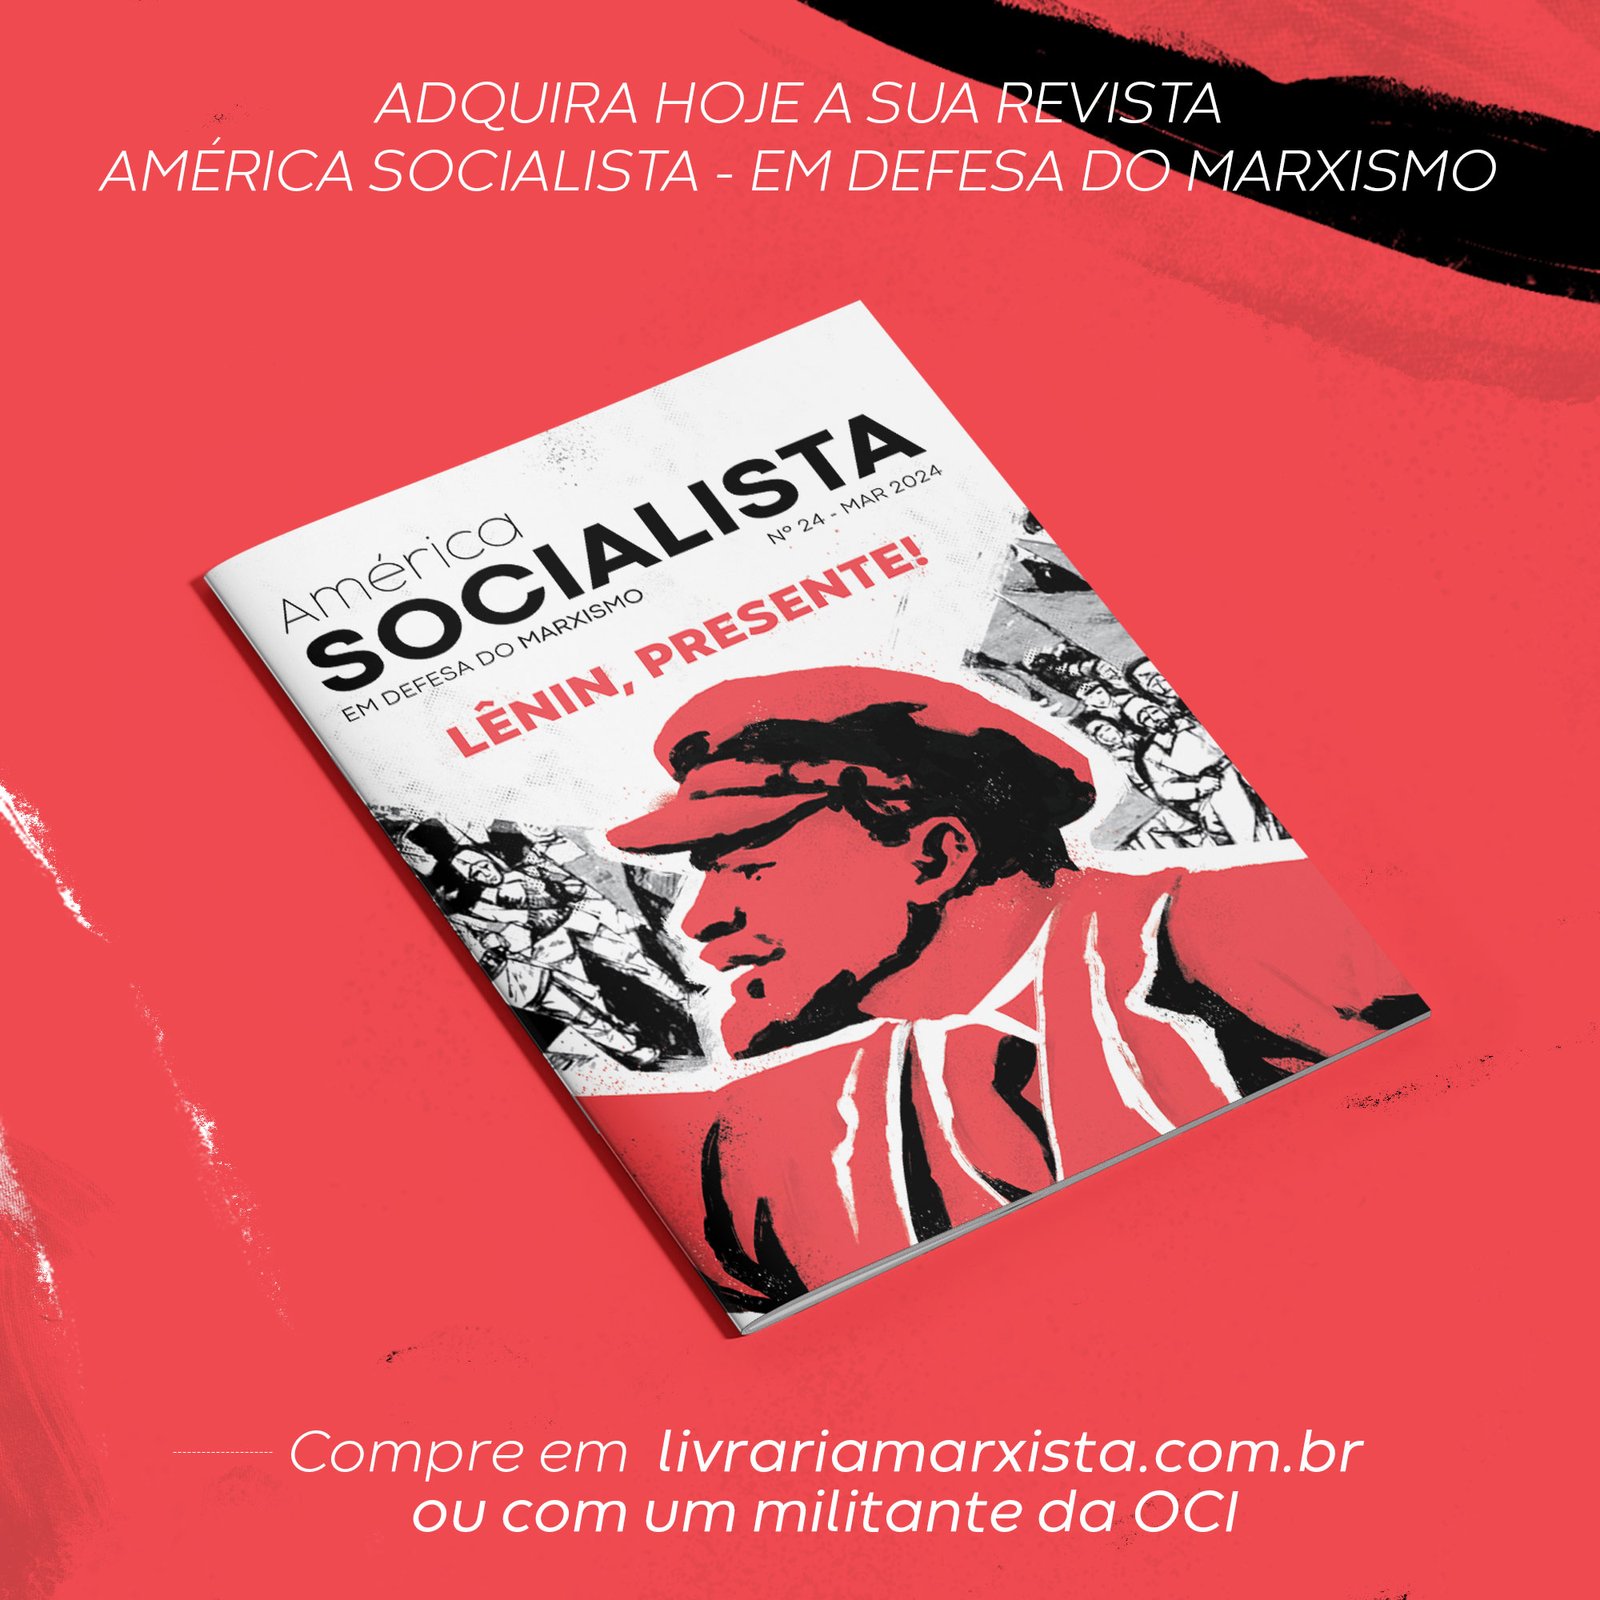 ADQUIRA HOJE A SUA REVISTA
AMÉRICA SOCIALISTA - EM DEFESA DO MARXISMO
América
SOCIALISTA
EM DEFESA DO MARXISMO
Nº 24 - MAR 2024
LÊNIN, PRESENTE!
Compre em livrariamarxista.com.br
ou com um militante da OCI